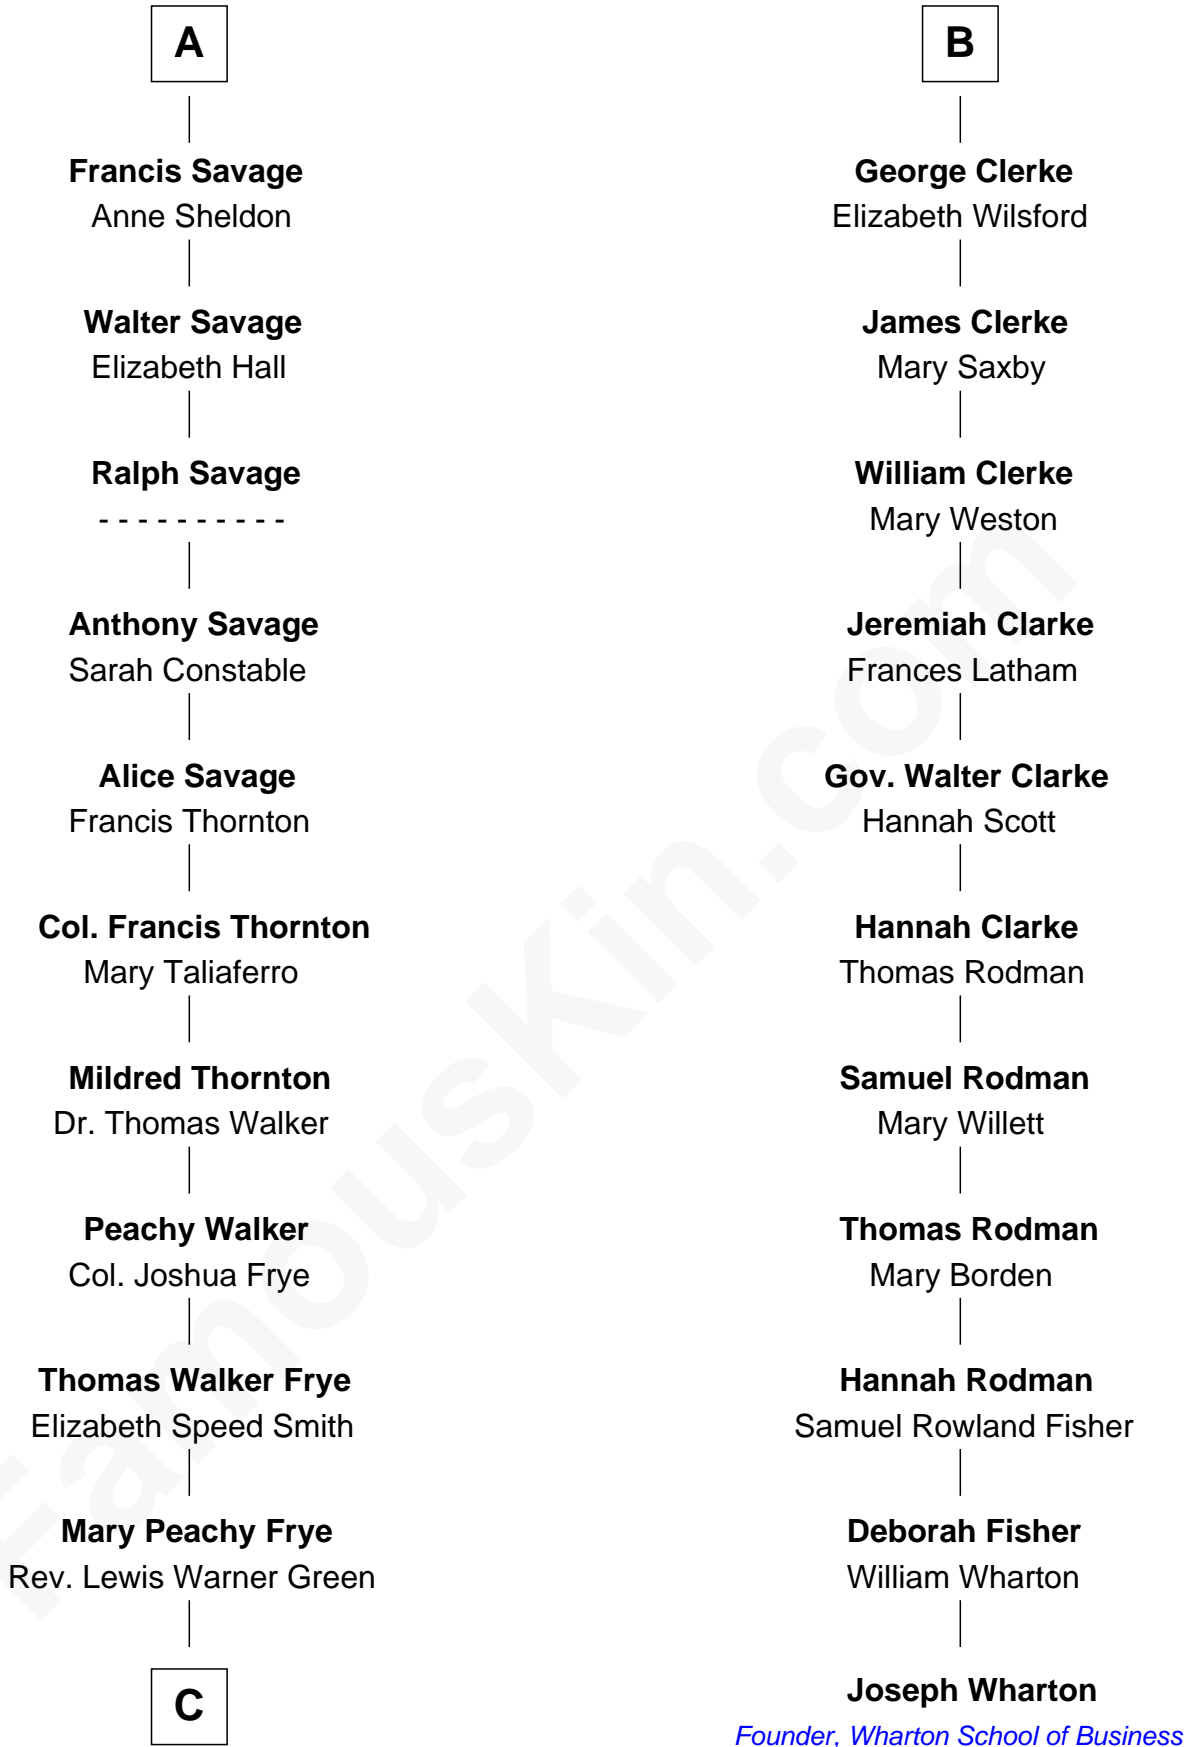 A
Francis Savage
Anne Sheldon
Walter Savage
Elizabeth Hall
Ralph Savage
- - - - - - - - - -
Anthony Savage
Sarah Constable
Alice Savage
Francis Thornton
Col. Francis Thornton
Mary Taliaferro
Mildred Thornton
Dr. Thomas Walker
Peachy Walker
Col. Joshua Frye
Thomas Walker Frye
Elizabeth Speed Smith
Mary Peachy Frye
Rev. Lewis Warner Green
C
B
George Clerke
Elizabeth Wilsford
James Clerke
Mary Saxby
William Clerke
Mary Weston
Jeremiah Clarke
Frances Latham
Gov. Walter Clarke
Hannah Scott
Hannah Clarke
Thomas Rodman
Samuel Rodman
Mary Willett
Thomas Rodman
Mary Borden
Hannah Rodman
Samuel Rowland Fisher
Deborah Fisher
William Wharton
Joseph Wharton
Founder, Wharton School of Business
FamousKin.com